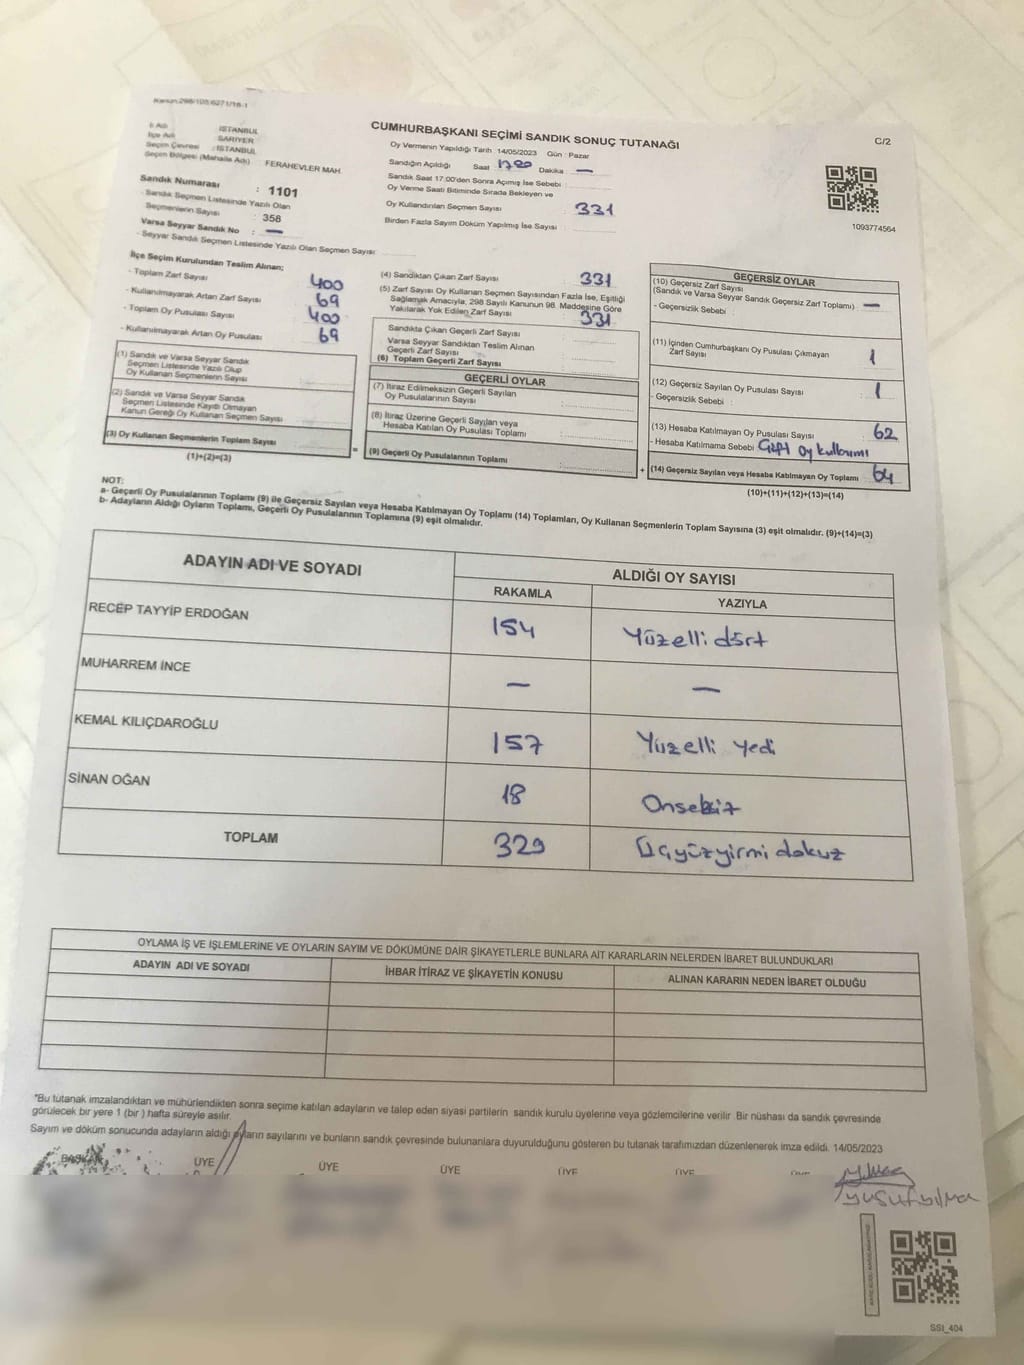 Kanun:298/105;6271/16-1
İl Adı : İSTANBUL
İlçe Adı : SARIYER
Seçim Çevresi : İSTANBUL
Seçim Bölgesi (Mahalle Adı) : FERAHEVLER MAH.
Sandık Numarası : 1101
- Sandık Seçmen Listesinde Yazılı Olan
Seçmenlerin Sayısı : 358
Varsa Seyyar Sandık No : —
- Seyyar Sandık Seçmen Listesinde Yazılı Olan Seçmen Sayısı :
CUMHURBAŞKANI SEÇİMİ SANDIK SONUÇ TUTANAĞI
C/2
Oy Vermenin Yapıldığı Tarih : 14/05/2023 Gün : Pazar
Sandığın Açıldığı Saat : 1700 Dakika : —
Sandık Saat 17:00'den Sonra Açılmış İse Sebebi :
Oy Verme Saati Bitiminde Sırada Bekleyen ve
Oy Kullandırılan Seçmen Sayısı : 331
Birden Fazla Sayım Döküm Yapılmış İse Sayısı :
1093774564
İlçe Seçim Kurulundan Teslim Alınan;
- Toplam Zarf Sayısı : 400
- Kullanılmayarak Artan Zarf Sayısı : 69
- Toplam Oy Pusulası Sayısı : 400
- Kullanılmayarak Artan Oy Pusulası : 69
(1) Sandık ve Varsa Seyyar Sandık
Seçmen Listesinde Yazılı Olup
Oy Kullanan Seçmenlerin Sayısı :
(2) Sandık ve Varsa Seyyar Sandık
Seçmen Listesinde Kayıtlı Olmayan
Kanun Gereği Oy Kullanan Seçmen Sayısı :
(3) Oy Kullanan Seçmenlerin Toplam Sayısı :
(1)+(2)=(3)
(4) Sandıktan Çıkan Zarf Sayısı : 331
(5) Zarf Sayısı Oy Kullanan Seçmen Sayısından Fazla İse, Eşitliği
Sağlamak Amacıyla, 298 Sayılı Kanunun 98. Maddesine Göre
Yakılarak Yok Edilen Zarf Sayısı : 331
Sandıkta Çıkan Geçerli Zarf Sayısı :
Varsa Seyyar Sandıktan Teslim Alınan
Geçerli Zarf Sayısı :
(6) Toplam Geçerli Zarf Sayısı :
GEÇERLİ OYLAR
(7) İtiraz Edilmeksizin Geçerli Sayılan
Oy Pusulalarının Sayısı :
(8) İtiraz Üzerine Geçerli Sayılan veya
Hesaba Katılan Oy Pusulası Toplamı :
= (9) Geçerli Oy Pusulalarının Toplamı :
GEÇERSİZ OYLAR
(10) Geçersiz Zarf Sayısı
(Sandık ve Varsa Seyyar Sandık Geçersiz Zarf Toplamı) : —
- Geçersizlik Sebebi :
(11) İçinden Cumhurbaşkanı Oy Pusulası Çıkmayan
Zarf Sayısı : 1
(12) Geçersiz Sayılan Oy Pusulası Sayısı : 1
- Geçersizlik Sebebi :
(13) Hesaba Katılmayan Oy Pusulası Sayısı : 62
- Hesaba Katılmama Sebebi : Çift oy kullanımı
+ (14) Geçersiz Sayılan veya Hesaba Katılmayan Oy Toplamı : 64
(10)+(11)+(12)+(13)=(14)
NOT:
a- Geçerli Oy Pusulalarının Toplamı (9) ile Geçersiz Sayılan veya Hesaba Katılmayan Oy Toplamı (14) Toplamları, Oy Kullanan Seçmenlerin Toplam Sayısına (3) eşit olmalıdır. (9)+(14)=(3)
b- Adayların Aldığı Oyların Toplamı, Geçerli Oy Pusulalarının Toplamına (9) eşit olmalıdır.
ADAYIN ADI VE SOYADI
ALDIĞI OY SAYISI
RAKAMLA YAZIYLA
RECEP TAYYİP ERDOĞAN 154 Yüzelli dört
MUHARREM İNCE — —
KEMAL KILIÇDAROĞLU 157 Yüzelli yedi
SİNAN OĞAN 18 Onsekiz
TOPLAM 329 Üçyüzyirmi dokuz
OYLAMA İŞ VE İŞLEMLERİNE VE OYLARIN SAYIM VE DÖKÜMÜNE DAİR ŞİKAYETLERLE BUNLARA AİT KARARLARIN NELERDEN İBARET BULUNDUKLARI
ADAYIN ADI VE SOYADI İHBAR İTİRAZ VE ŞİKAYETİN KONUSU ALINAN KARARIN NEDEN İBARET OLDUĞU
*Bu tutanak imzalandıktan ve mühürlendikten sonra seçime katılan adayların ve talep eden siyasi partilerin sandık kurulu üyelerine veya gözlemcilerine verilir. Bir nüshası da sandık çevresinde
görülecek bir yere 1 (bir ) hafta süreyle asılır.
Sayım ve döküm sonucunda adayların aldığı oyların sayılarını ve bunların sandık çevresinde bulunanlara duyurulduğunu gösteren bu tutanak tarafımızdan düzenlenerek imza edildi. 14/05/2023
BAŞKAN ÜYE ÜYE ÜYE ÜYE ÜYE
SSI_404